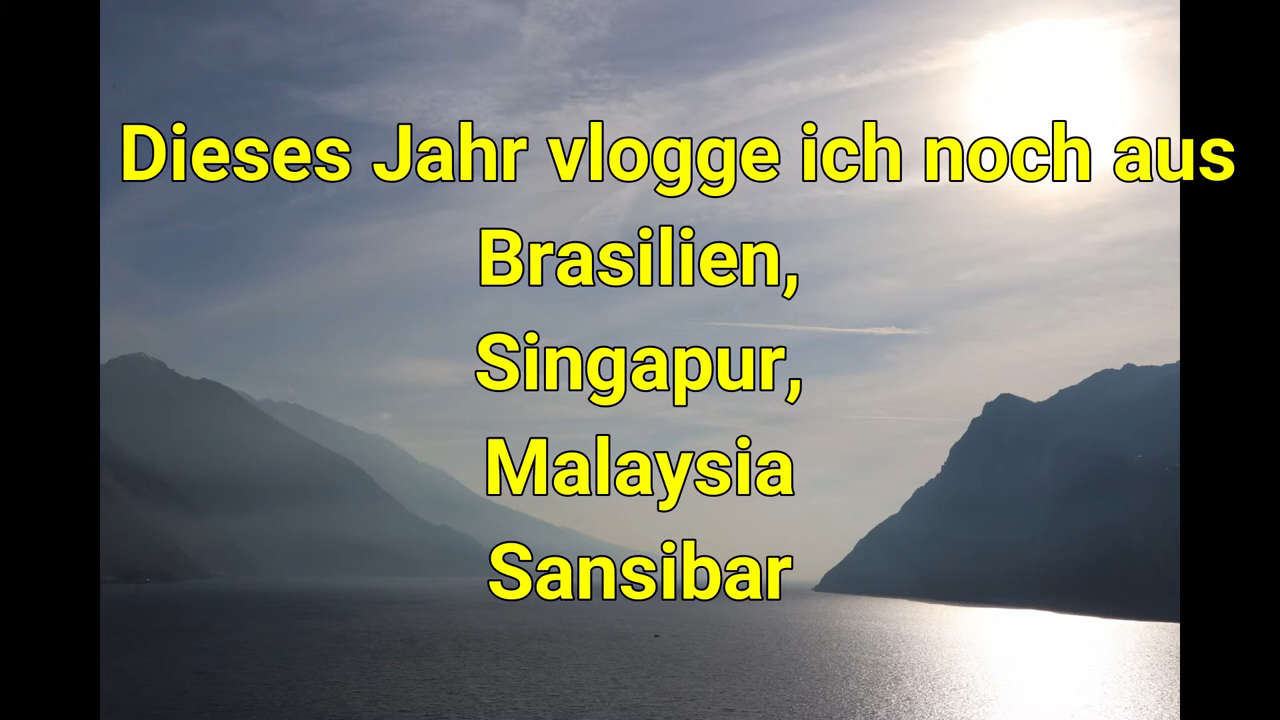 Dieses Jahr vlogge ich noch aus
Brasilien,
Singapur,
Malaysia
Sansibar